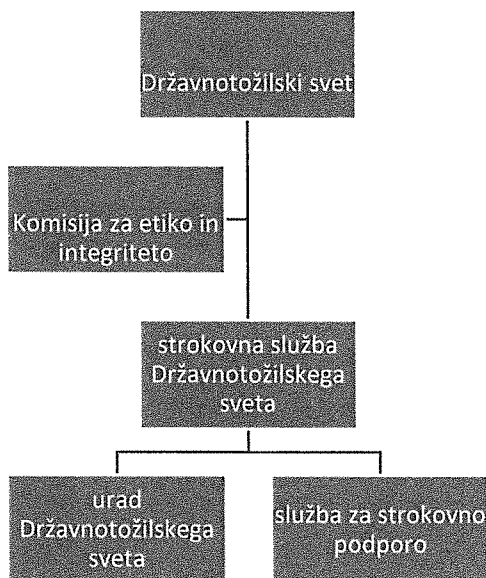 Državnotožilski svet
Komisija za etiko in
integriteto
strokovna služba
Državnotožilskega
sveta
urad
Državnotožilskega
sveta
služba za strokovno
podporo